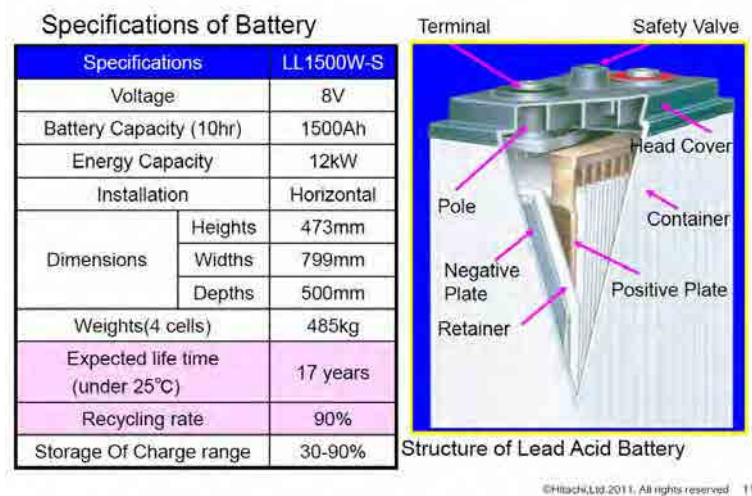 Specifications of Battery
Specifications LL1500W-S
Voltage 8V
Battery Capacity (10hr) 1500Ah
Energy Capacity 12kW
Installation Horizontal
Dimensions Heights 473mm
Widths 799mm
Depths 500mm
Weights(4 cells) 485kg
Expected life time
(under 25℃) 17 years
Recycling rate 90%
Storage Of Charge range 30-90%
Terminal Safety Valve
Head Cover
Pole
Container
Negative
Plate
Positive Plate
Retainer
Structure of Lead Acid Battery
©Hitachi,Ltd.2011. All rights reserved 1